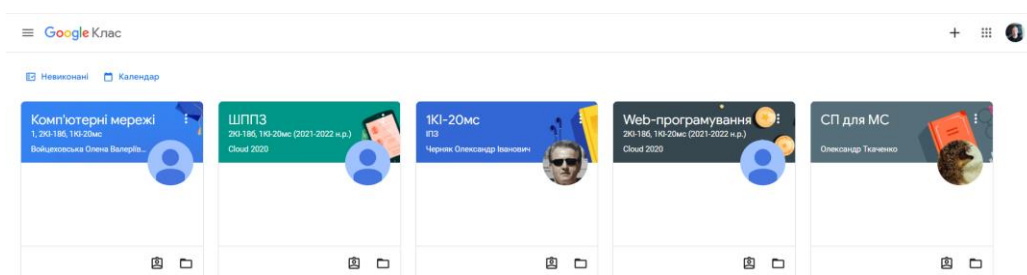 Google Клас
Невиконані Календар
Комп'ютерні мережі
1, 2КІ-18б, 1КІ-20мс
Войцеховська Олена Валеріїв...
ШППЗ
2КІ-18б, 1КІ-20мс (2021-2022 н.р.)
Cloud 2020
1КІ-20мс
ІПЗ
Черняк Олександр Іванович
Web-програмування
2КІ-18б, 1КІ-20мс (2021-2022 н.р.)
Cloud 2020
СП для МС
Олександр Ткаченко